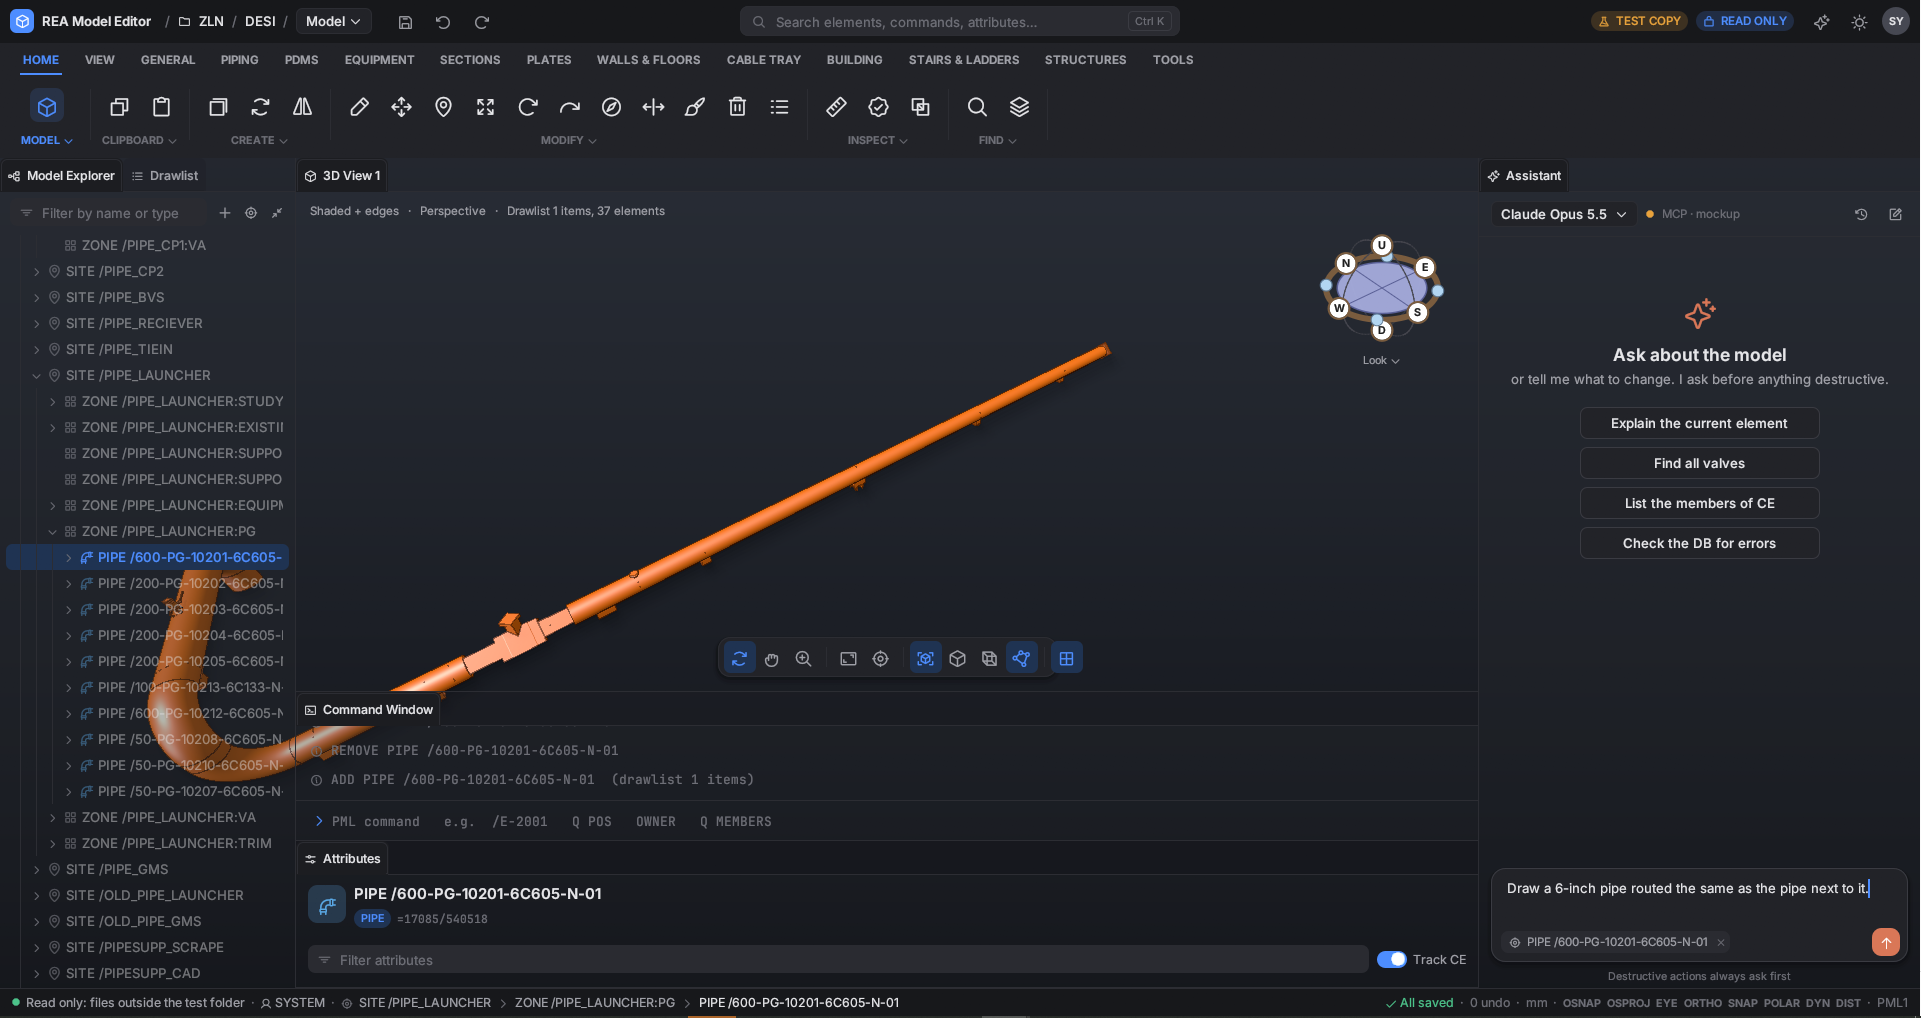 REA Model Editor / ZLN / DESI / Model
Search elements, commands, attributes... Ctrl K
TEST COPY READ ONLY SY
HOME VIEW GENERAL PIPING PDMS EQUIPMENT SECTIONS PLATES WALLS & FLOORS CABLE TRAY BUILDING STAIRS & LADDERS STRUCTURES TOOLS
MODEL CLIPBOARD CREATE MODIFY INSPECT FIND
Model Explorer Drawlist
Filter by name or type
ZONE /PIPE_CP1:VA
SITE /PIPE_CP2
SITE /PIPE_BVS
SITE /PIPE_RECIEVER
SITE /PIPE_TIEIN
SITE /PIPE_LAUNCHER
ZONE /PIPE_LAUNCHER:STUDY
ZONE /PIPE_LAUNCHER:EXISTI
ZONE /PIPE_LAUNCHER:SUPPO
ZONE /PIPE_LAUNCHER:SUPPO
ZONE /PIPE_LAUNCHER:EQUIPM
ZONE /PIPE_LAUNCHER:PG
PIPE /600-PG-10201-6C605-
PIPE /200-PG-10202-6C605-N
PIPE /200-PG-10203-6C605-N
PIPE /200-PG-10204-6C605-N
PIPE /200-PG-10205-6C605-N
PIPE /100-PG-10213-6C133-N-
PIPE /600-PG-10212-6C605-N
PIPE /50-PG-10208-6C605-N
PIPE /50-PG-10210-6C605-N-
PIPE /50-PG-10207-6C605-N-
ZONE /PIPE_LAUNCHER:VA
ZONE /PIPE_LAUNCHER:TRIM
SITE /PIPE_GMS
SITE /OLD_PIPE_LAUNCHER
SITE /OLD_PIPE_GMS
SITE /PIPESUPP_SCRAPE
SITE /PIPESUPP_CAD
3D View 1
Shaded + edges · Perspective · Drawlist 1 items, 37 elements
U
N E
W S
D
Look
Command Window
REMOVE PIPE /600-PG-10201-6C605-N-01
ADD PIPE /600-PG-10201-6C605-N-01 (drawlist 1 items)
PML command e.g. /E-2001 Q POS OWNER Q MEMBERS
Attributes
PIPE /600-PG-10201-6C605-N-01
PIPE =17085/540518
Filter attributes
Track CE
Assistant
Claude Opus 5.5 MCP · mockup
Ask about the model
or tell me what to change. I ask before anything destructive.
Explain the current element
Find all valves
List the members of CE
Check the DB for errors
Draw a 6-inch pipe routed the same as the pipe next to it.
PIPE /600-PG-10201-6C605-N-01 ×
Destructive actions always ask first
Read only: files outside the test folder · SYSTEM · SITE /PIPE_LAUNCHER > ZONE /PIPE_LAUNCHER:PG > PIPE /600-PG-10201-6C605-N-01
All saved · 0 undo · mm · OSNAP OSPROJ EYE ORTHO SNAP POLAR DYN DIST · PML1